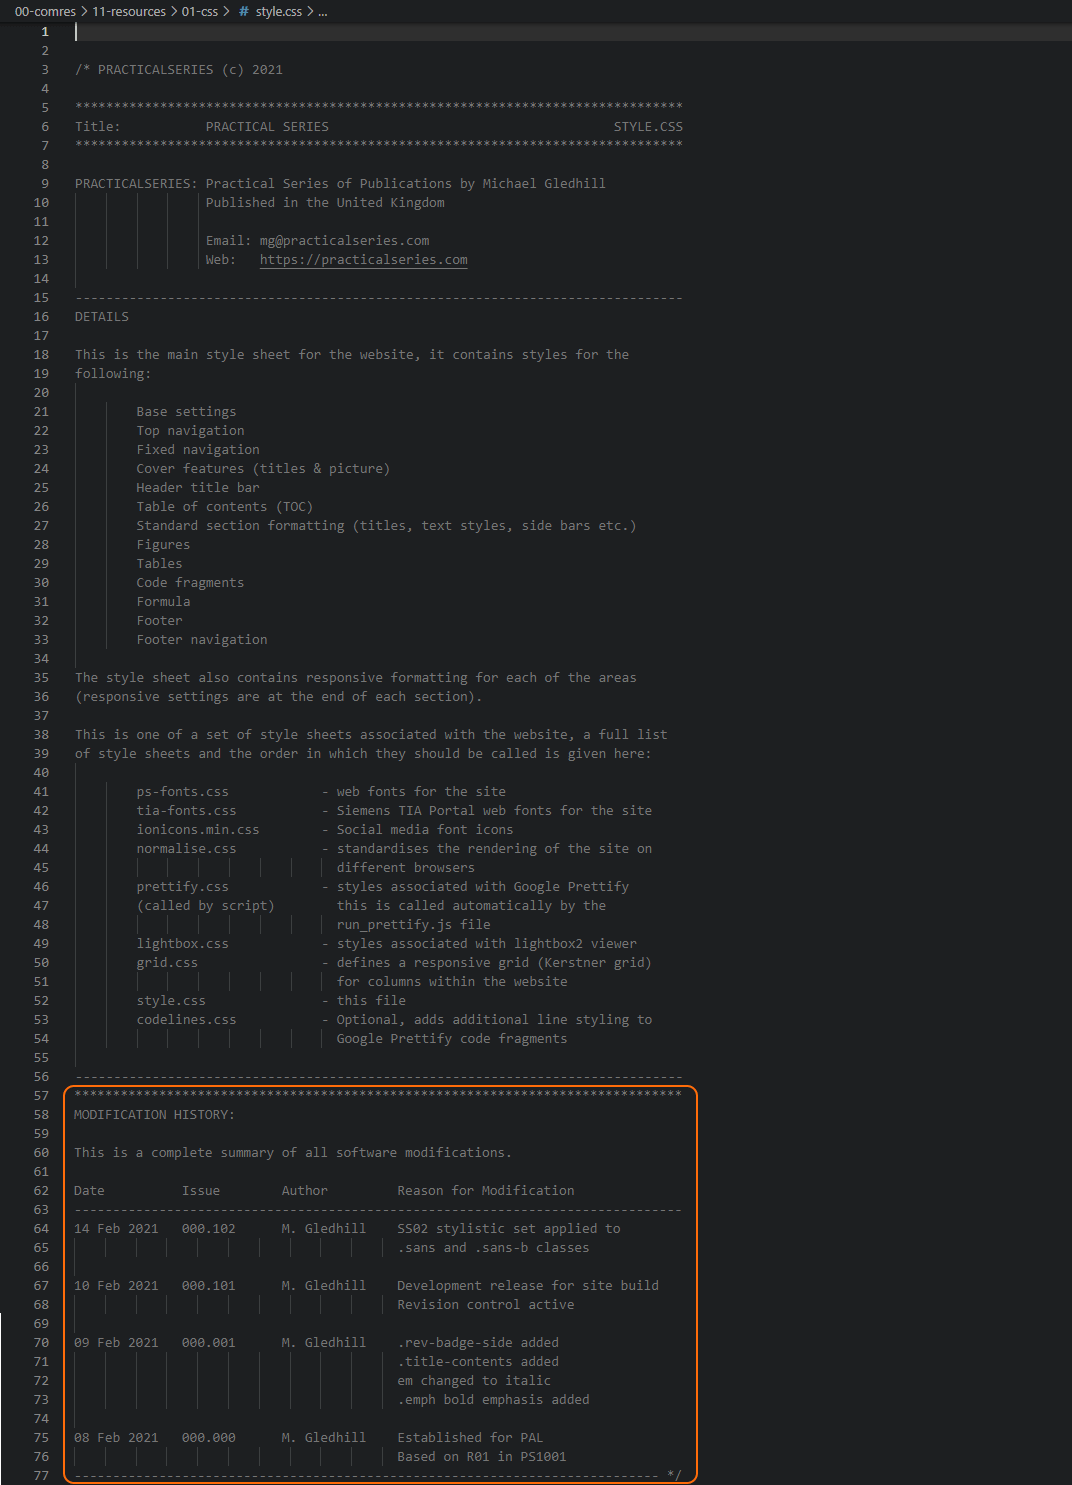 00-comres > 11-resources > 01-css > # style.css > ...
1
2
3 /* PRACTICALSERIES (c) 2021
4
5 *******************************************************************************
6 Title: PRACTICAL SERIES STYLE.CSS
7 *******************************************************************************
8
9 PRACTICALSERIES: Practical Series of Publications by Michael Gledhill
10 Published in the United Kingdom
11
12 Email: mg@practicalseries.com
13 Web: https://practicalseries.com
14
15 -------------------------------------------------------------------------------
16 DETAILS
17
18 This is the main style sheet for the website, it contains styles for the
19 following:
20
21 Base settings
22 Top navigation
23 Fixed navigation
24 Cover features (titles & picture)
25 Header title bar
26 Table of contents (TOC)
27 Standard section formatting (titles, text styles, side bars etc.)
28 Figures
29 Tables
30 Code fragments
31 Formula
32 Footer
33 Footer navigation
34
35 The style sheet also contains responsive formatting for each of the areas
36 (responsive settings are at the end of each section).
37
38 This is one of a set of style sheets associated with the website, a full list
39 of style sheets and the order in which they should be called is given here:
40
41 ps-fonts.css - web fonts for the site
42 tia-fonts.css - Siemens TIA Portal web fonts for the site
43 ionicons.min.css - Social media font icons
44 normalise.css - standardises the rendering of the site on
45 different browsers
46 prettify.css - styles associated with Google Prettify
47 (called by script) this is called automatically by the
48 run_prettify.js file
49 lightbox.css - styles associated with lightbox2 viewer
50 grid.css - defines a responsive grid (Kerstner grid)
51 for columns within the website
52 style.css - this file
53 codelines.css - Optional, adds additional line styling to
54 Google Prettify code fragments
55
56 -------------------------------------------------------------------------------
57 *******************************************************************************
58 MODIFICATION HISTORY:
59
60 This is a complete summary of all software modifications.
61
62 Date Issue Author Reason for Modification
63 -------------------------------------------------------------------------------
64 14 Feb 2021 000.102 M. Gledhill SS02 stylistic set applied to
65 .sans and .sans-b classes
66
67 10 Feb 2021 000.101 M. Gledhill Development release for site build
68 Revision control active
69
70 09 Feb 2021 000.001 M. Gledhill .rev-badge-side added
71 .title-contents added
72 em changed to italic
73 .emph bold emphasis added
74
75 08 Feb 2021 000.000 M. Gledhill Established for PAL
76 Based on R01 in PS1001
77 ---------------------------------------------------------------------------- */